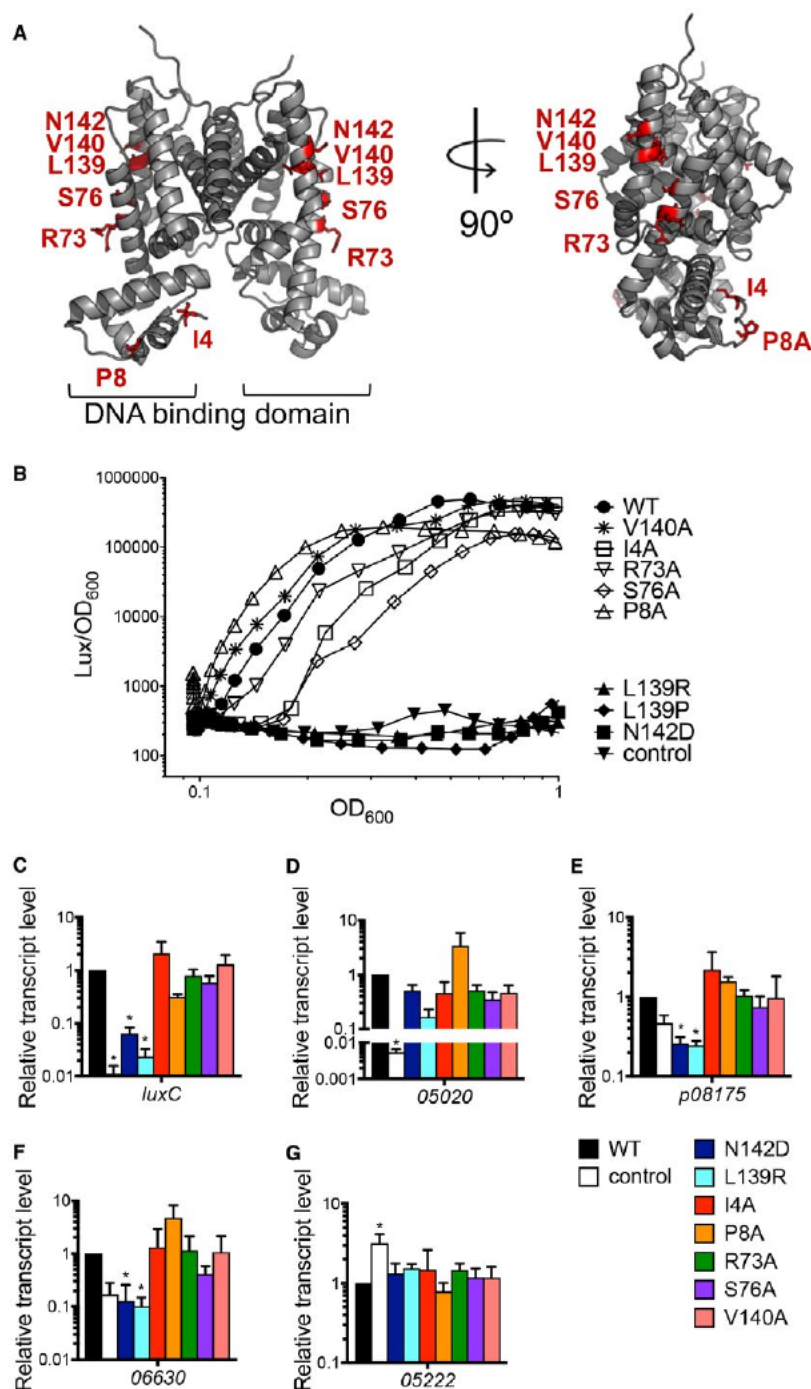 A
N142
V140
L139
S76
R73
N142
V140
L139
S76
R73
I4
P8
DNA binding domain
90º
N142
V140
L139
S76
R73
I4
P8A
B
Lux/OD600
1000000
100000
10000
1000
100
0.1
1
OD600
WT
V140A
I4A
R73A
S76A
P8A
L139R
L139P
N142D
control
C
Relative transcript level
10
1
0.1
0.01
*
*
*
luxC
D
Relative transcript level
10
1
0.1
0.01
0.001
*
05020
E
Relative transcript level
10
1
0.1
*
*
p08175
F
Relative transcript level
10
1
0.1
0.01
*
*
06630
G
Relative transcript level
10
1
0.1
*
05222
WT
control
N142D
L139R
I4A
P8A
R73A
S76A
V140A